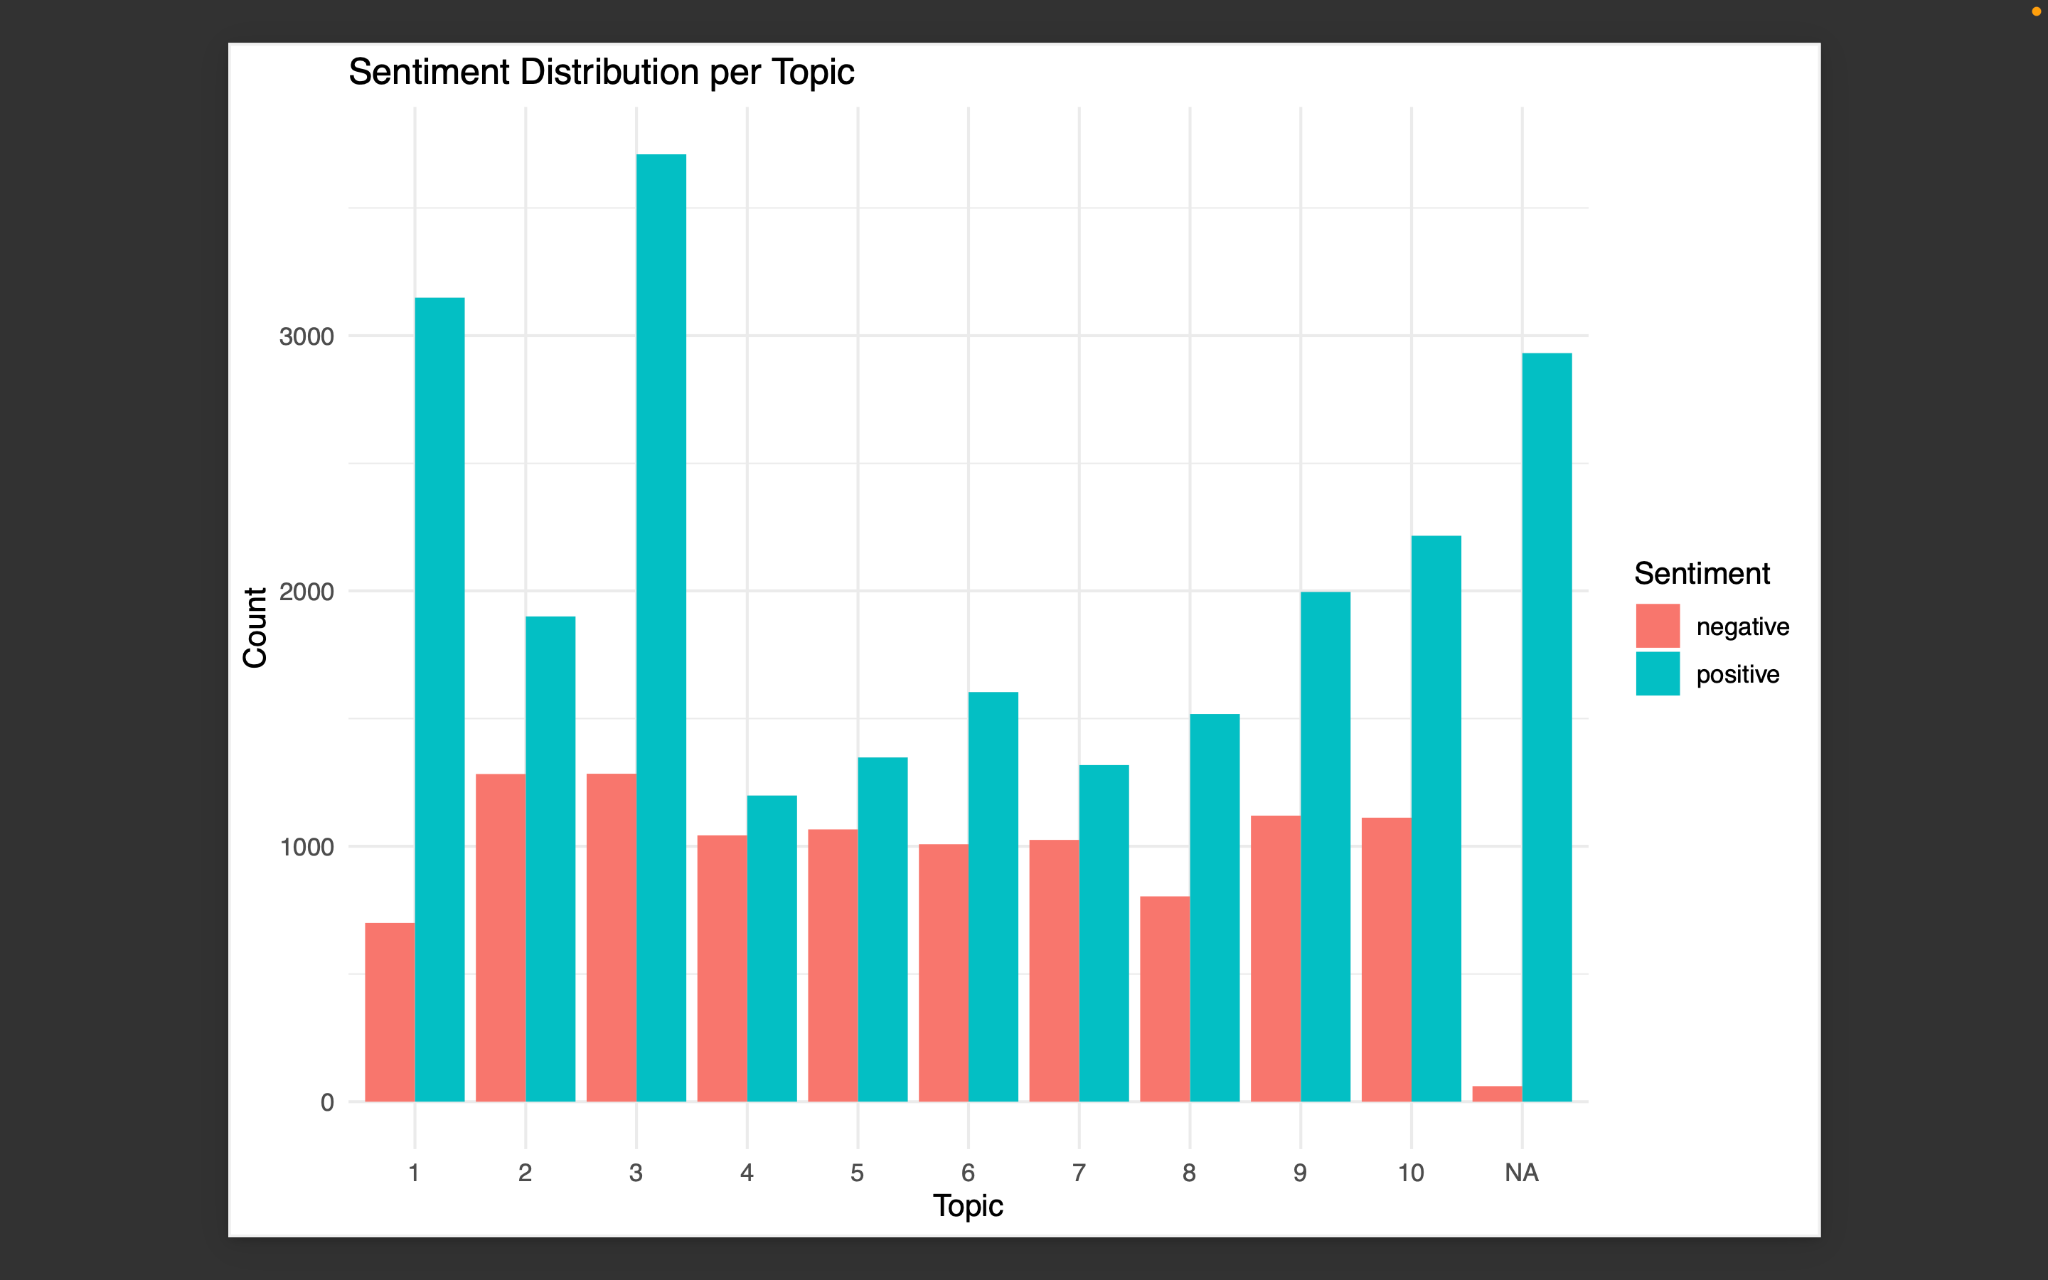 Sentiment Distribution per Topic
3000
2000
1000
0
Count
1 2 3 4 5 6 7 8 9 10 NA
Topic
Sentiment
negative
positive